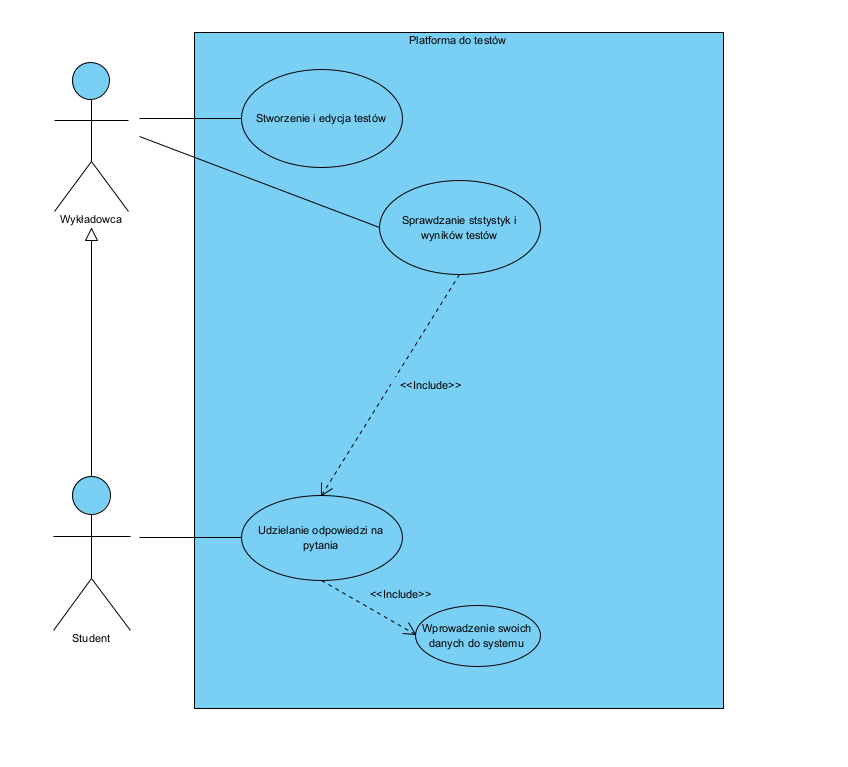 Platforma do testów
Stworzenie i edycja testów
Sprawdzanie ststystyk i
wyników testów
Wykładowca
<<Include>>
Udzielanie odpowiedzi na
pytania
<<Include>>
Wprowadzenie swoich
danych do systemu
Student